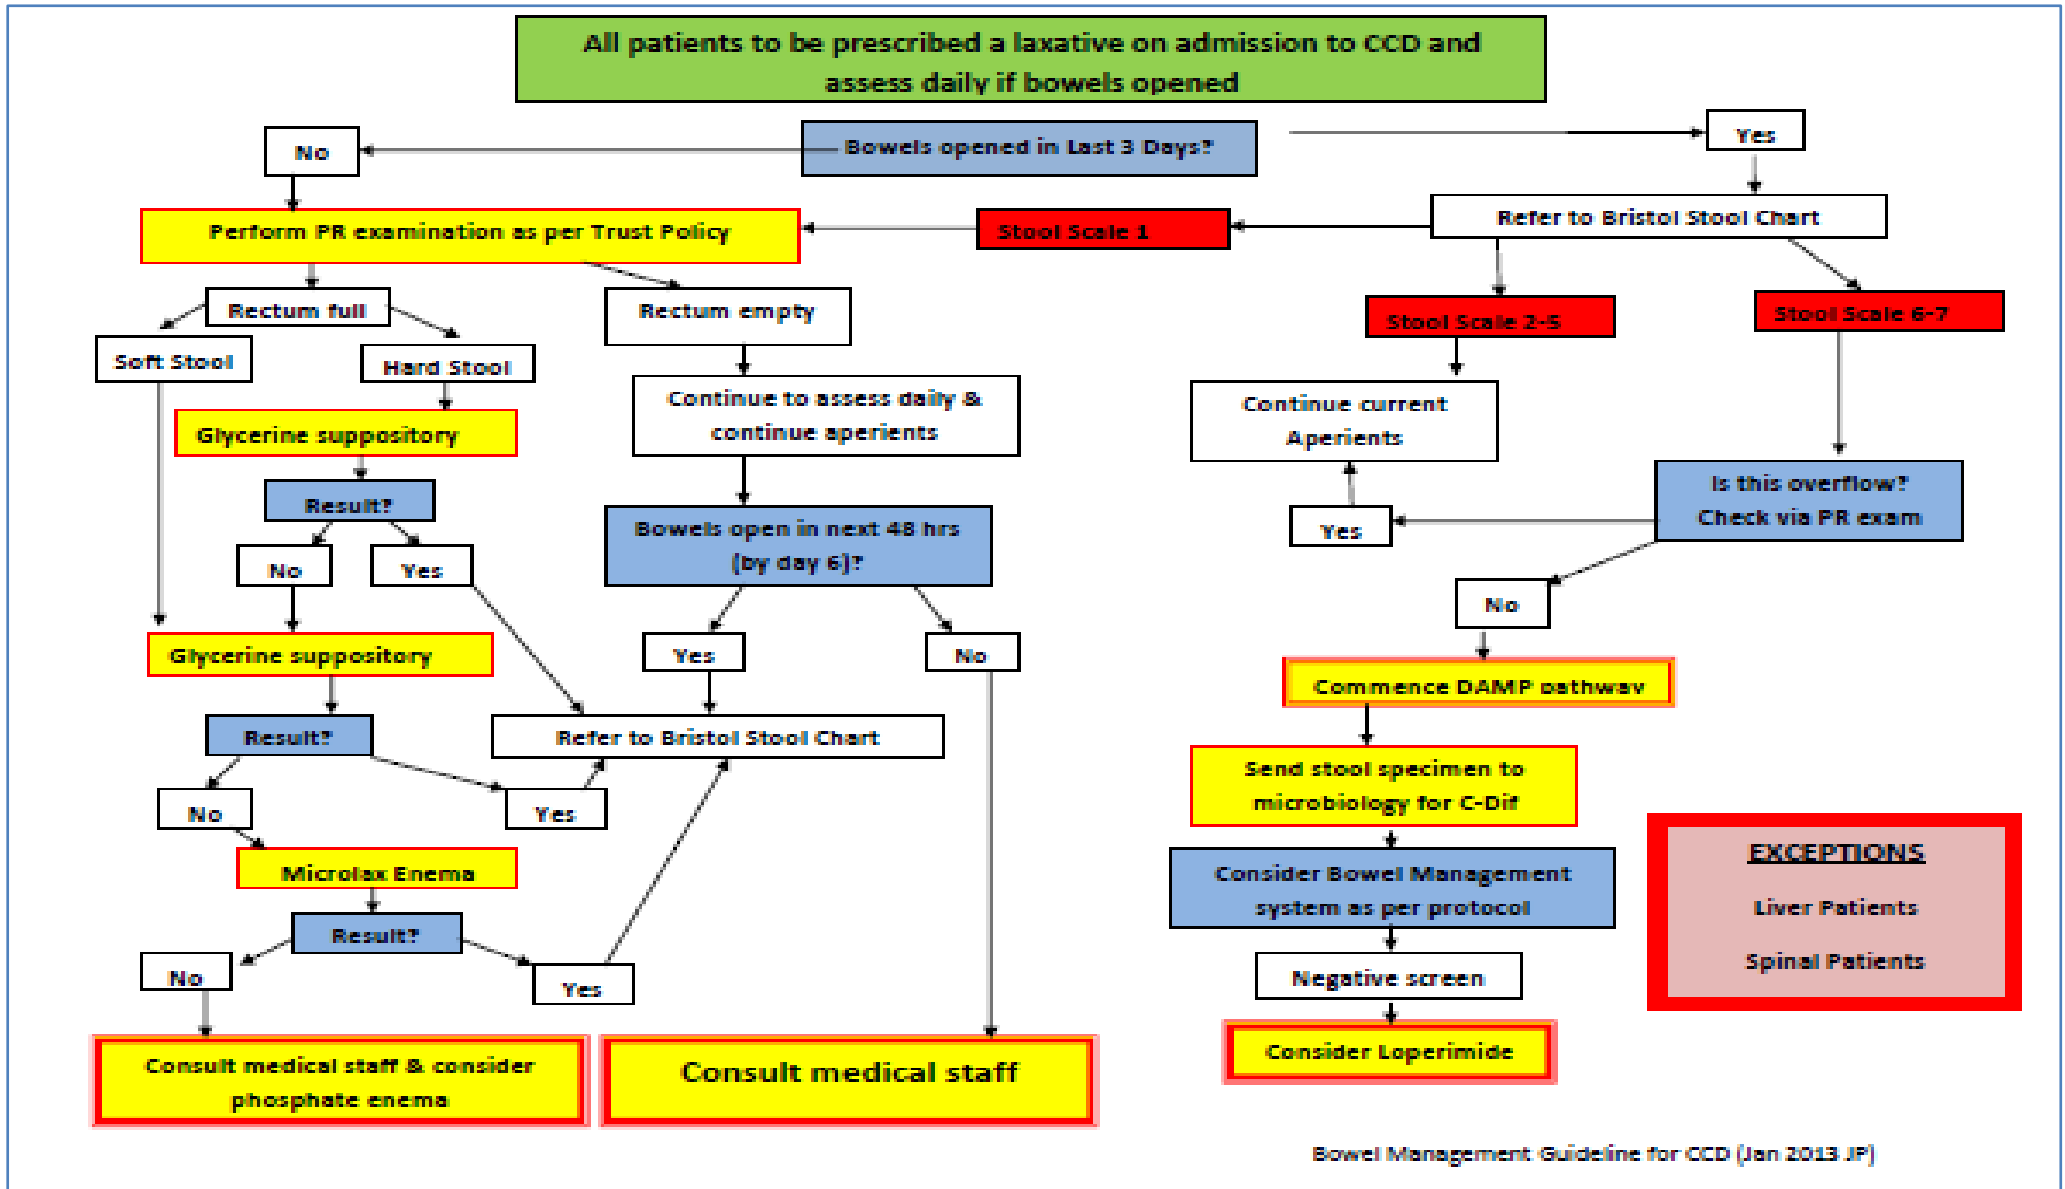 All patients to be prescribed a laxative on admission to CCD and
assess daily if bowels opened
No
Bowels opened in Last 3 Days?
Yes
Perform PR examination as per Trust Policy
Stool Scale 1
Refer to Bristol Stool Chart
Rectum full
Rectum empty
Stool Scale 2-5
Stool Scale 6-7
Soft Stool
Hard Stool
Continue to assess daily &
continue aperients
Continue current
Aperients
Glycerine suppository
Result?
Bowels open in next 48 hrs
(by day 6)?
Is this overflow?
Check via PR exam
Yes
No
Yes
No
Glycerine suppository
Yes
No
Commence DAMP pathway
Result?
Refer to Bristol Stool Chart
Send stool specimen to
microbiology for C-Dif
No
Yes
Microlax Enema
Consider Bowel Management
system as per protocol
EXCEPTIONS
Liver Patients
Spinal Patients
Result?
No
Yes
Negative screen
Consult medical staff & consider
phosphate enema
Consult medical staff
Consider Loperimide
Bowel Management Guideline for CCD (Jan 2013 JP)